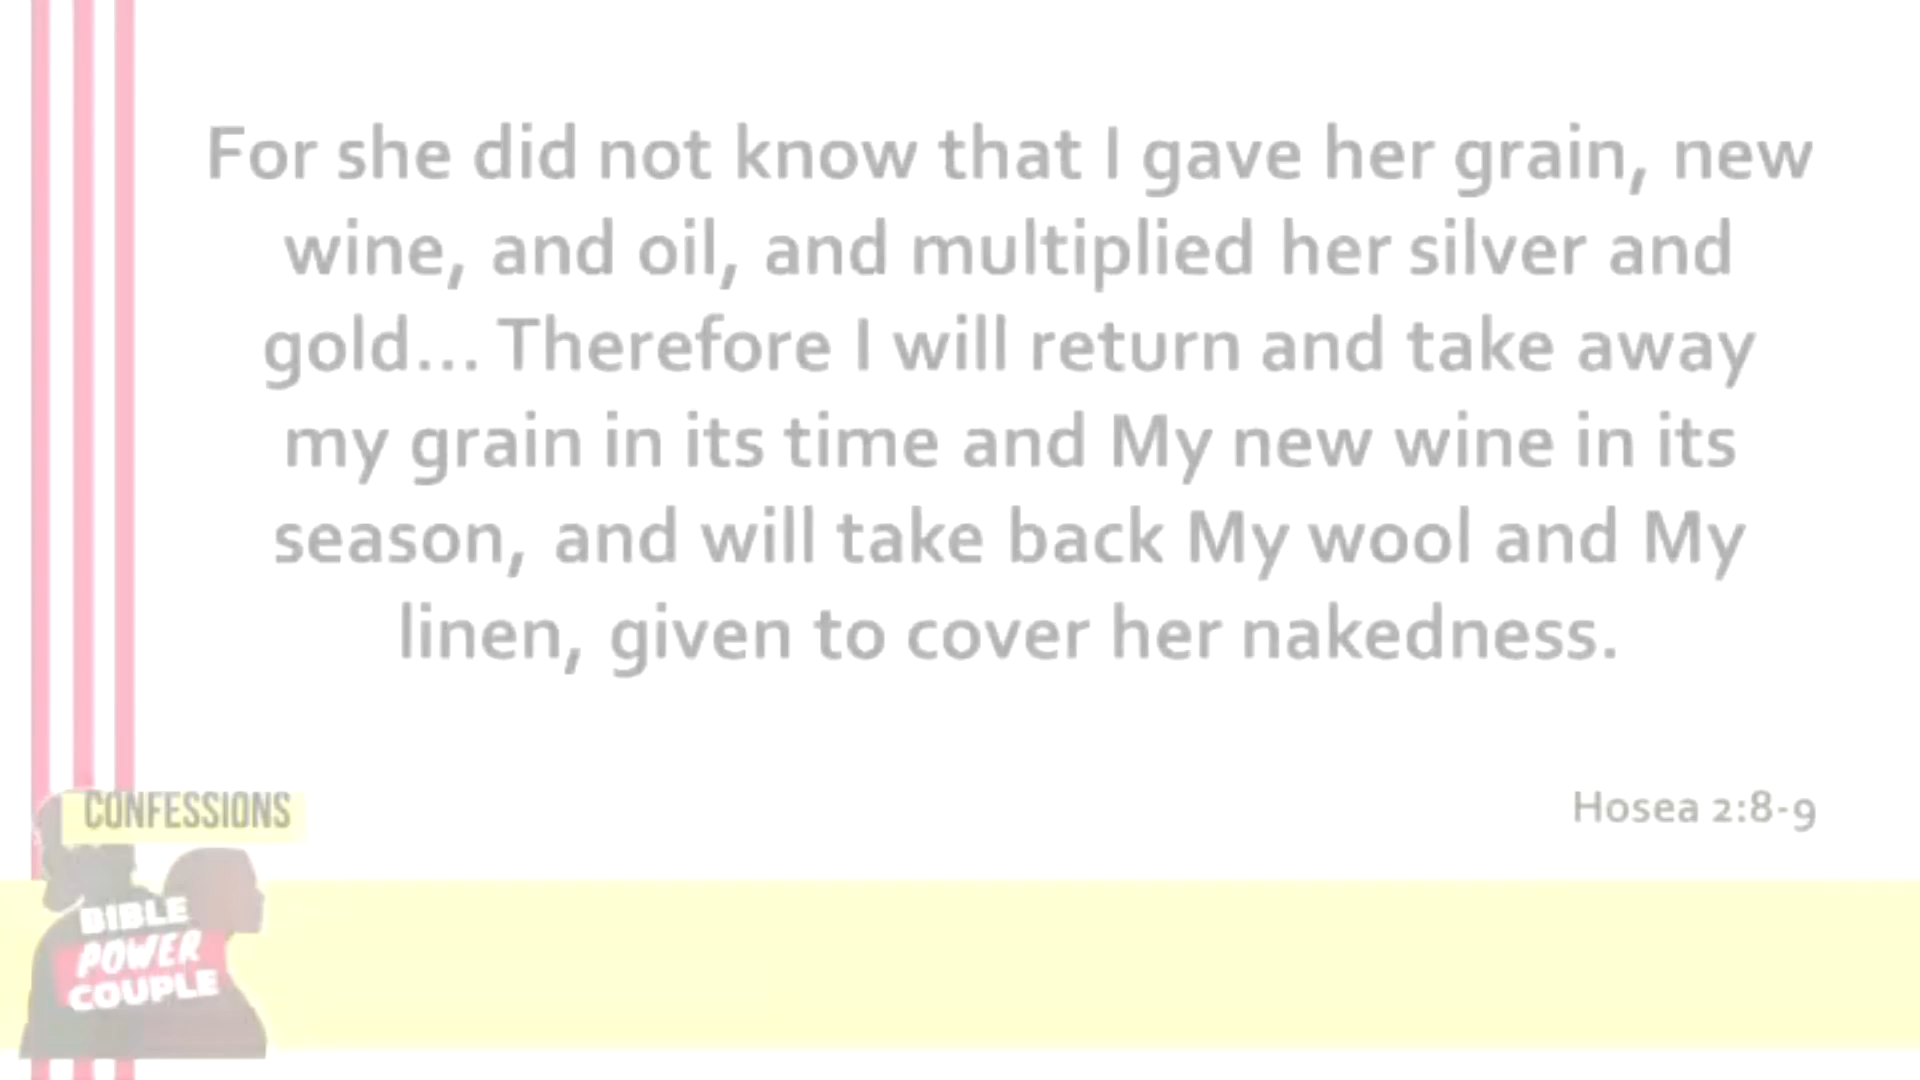 For she did not know that I gave her grain, new
wine, and oil, and multiplied her silver and
gold... Therefore I will return and take away
my grain in its time and My new wine in its
season, and will take back My wool and My
linen, given to cover her nakedness.
Hosea 2:8-9
CONFESSIONS
BIBLE
POWER
COUPLE